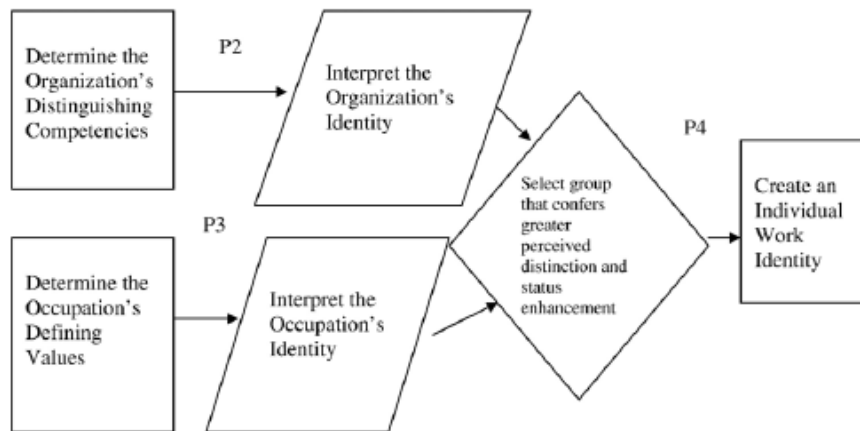 Determine the
Organization's
Distinguishing
Competencies
P2
Interpret the
Organization's
Identity
P3
Determine the
Occupation's
Defining
Values
Interpret the
Occupation's
Identity
Select group
that confers
greater
perceived
distinction and
status
enhancement
P4
Create an
Individual
Work
Identity